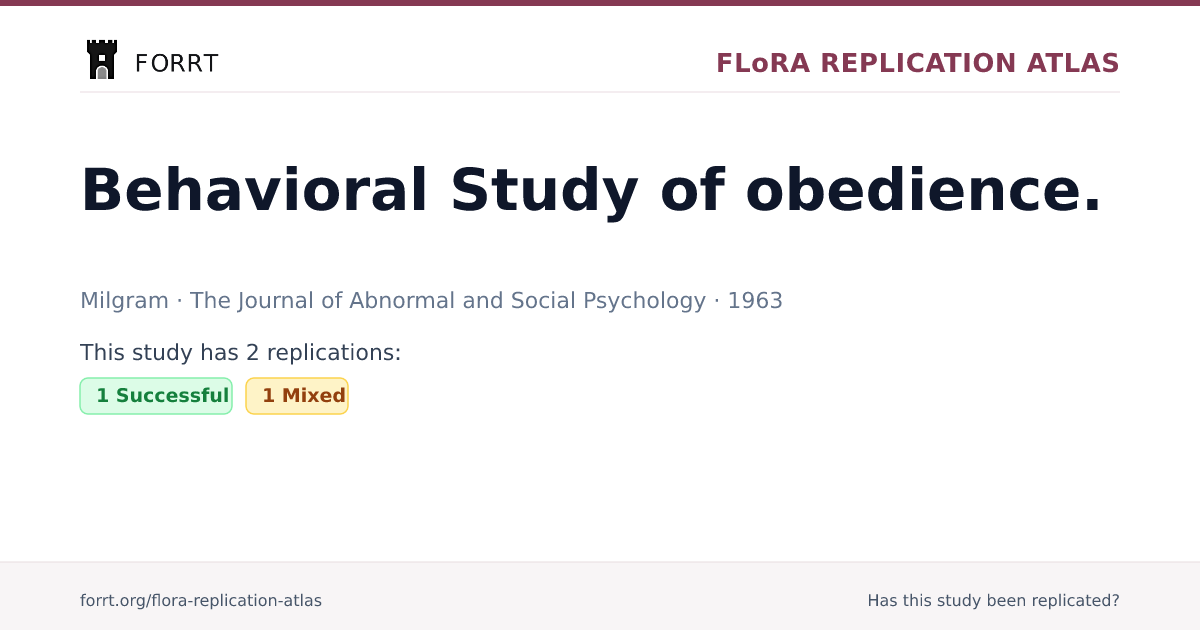 FORRT
FLoRA REPLICATION ATLAS
Behavioral Study of obedience.
Milgram · The Journal of Abnormal and Social Psychology · 1963
This study has 2 replications:
1 Successful
1 Mixed
forrt.org/flora-replication-atlas
Has this study been replicated?